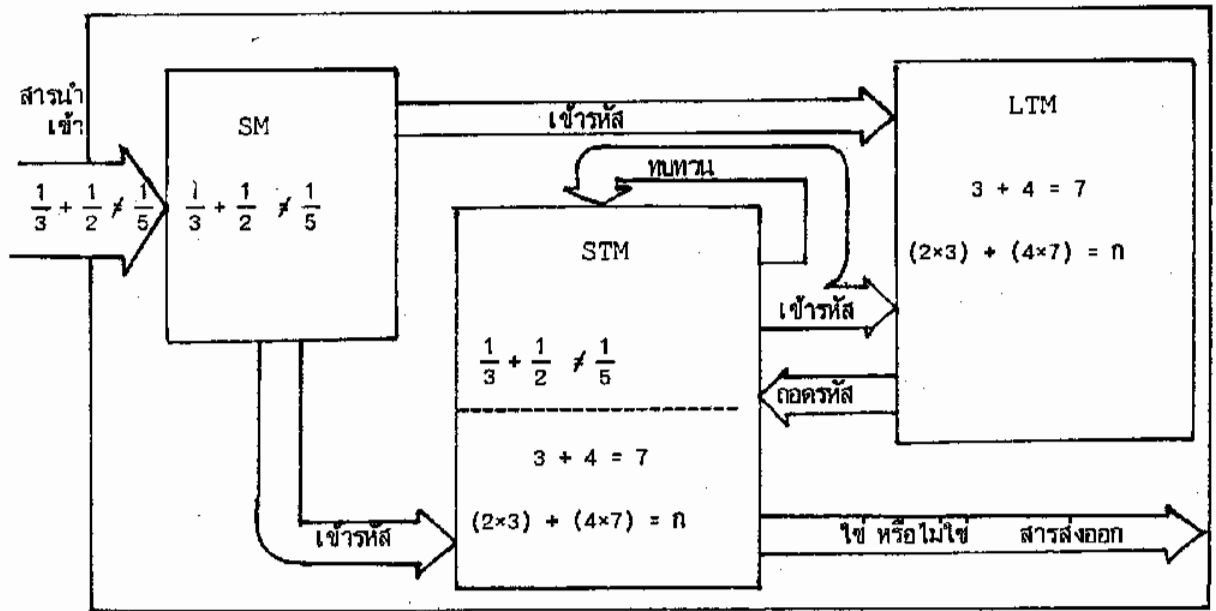 สารนำ
เข้า
1/3 + 1/2 ≠ 1/5
SM
1/3 + 1/2 ≠ 1/5
เข้ารหัส
ทบทวน
LTM
3 + 4 = 7
(2×3) + (4×7) = ก
STM
1/3 + 1/2 ≠ 1/5
3 + 4 = 7
(2×3) + (4×7) = ก
เข้ารหัส
ถอดรหัส
เข้ารหัส
ใช่ หรือไม่ใช่ สารส่งออก